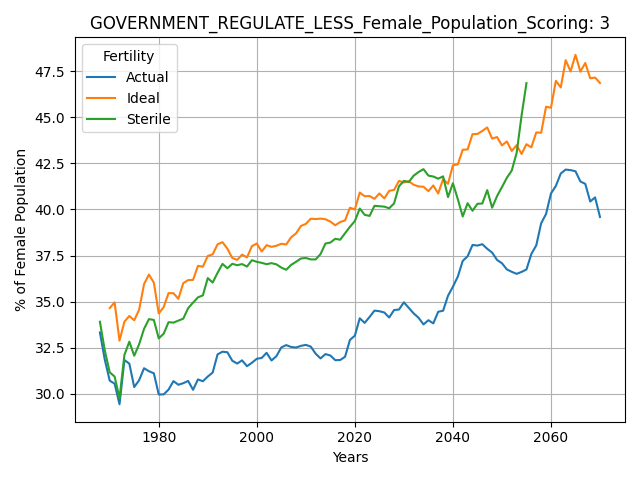 GOVERNMENT_REGULATE_LESS_Female_Population_Scoring: 3
Fertility
Actual
Ideal
Sterile
% of Female Population
47.5
45.0
42.5
40.0
37.5
35.0
32.5
30.0
1980 2000 2020 2040 2060
Years